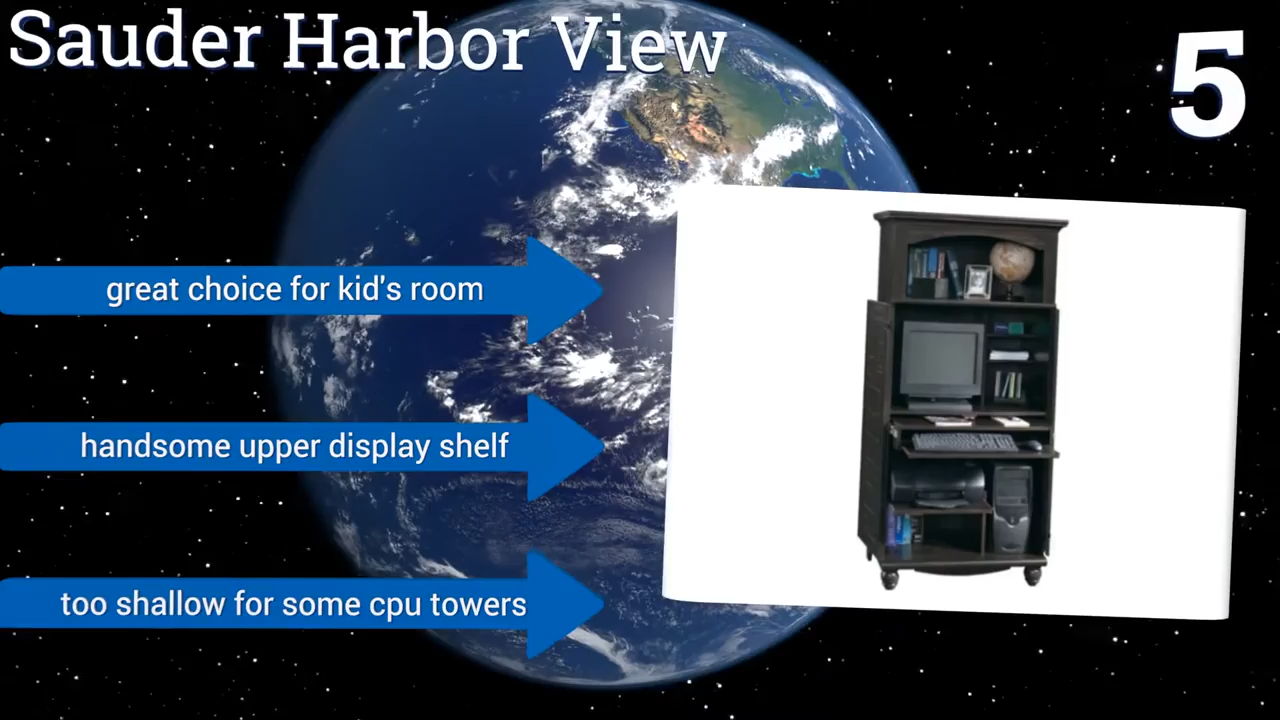 Sauder Harbor View
5
great choice for kid's room
handsome upper display shelf
too shallow for some cpu towers